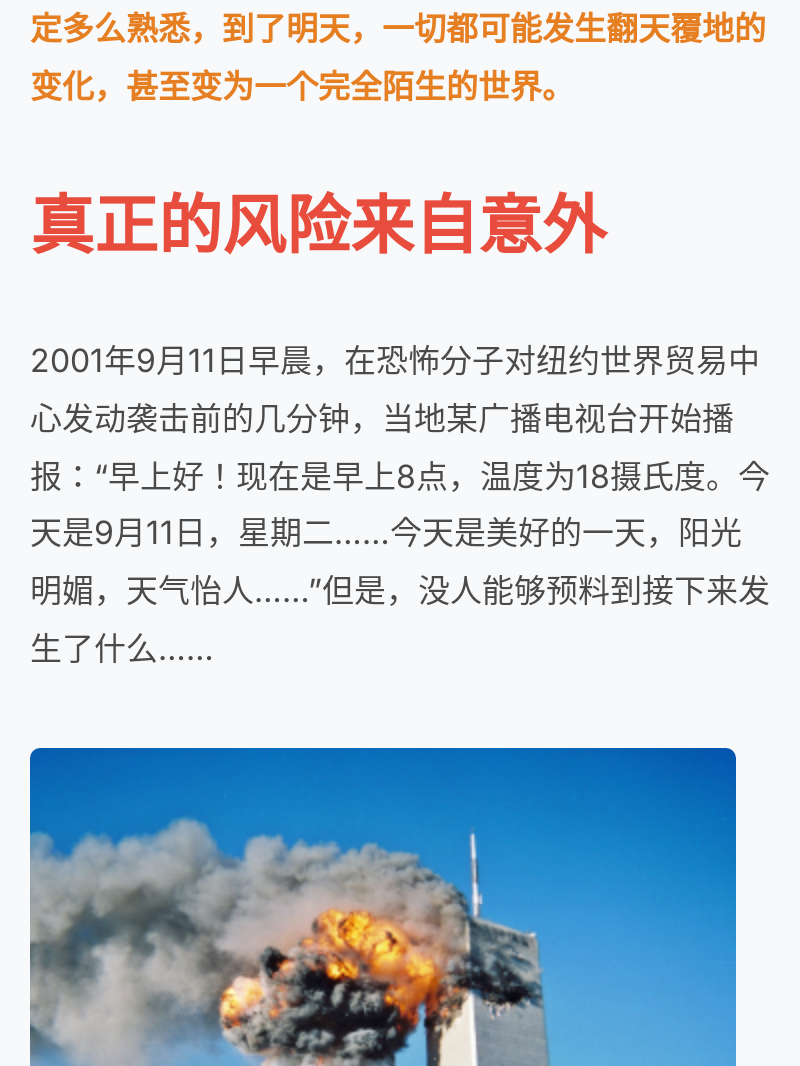 定多么熟悉，到了明天，一切都可能发生翻天覆地的
变化，甚至变为一个完全陌生的世界。
真正的风险来自意外
2001年9月11日早晨，在恐怖分子对纽约世界贸易中
心发动袭击前的几分钟，当地某广播电视台开始播
报：“早上好！现在是早上8点，温度为18摄氏度。今
天是9月11日，星期二……今天是美好的一天，阳光
明媚，天气怡人……”但是，没人能够预料到接下来发
生了什么……